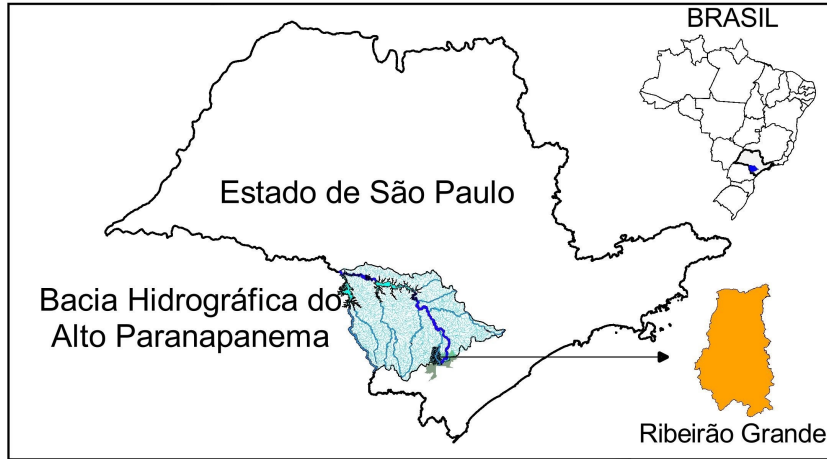 BRASIL
Estado de São Paulo
Bacia Hidrográfica do
Alto Paranapanema
Ribeirão Grande